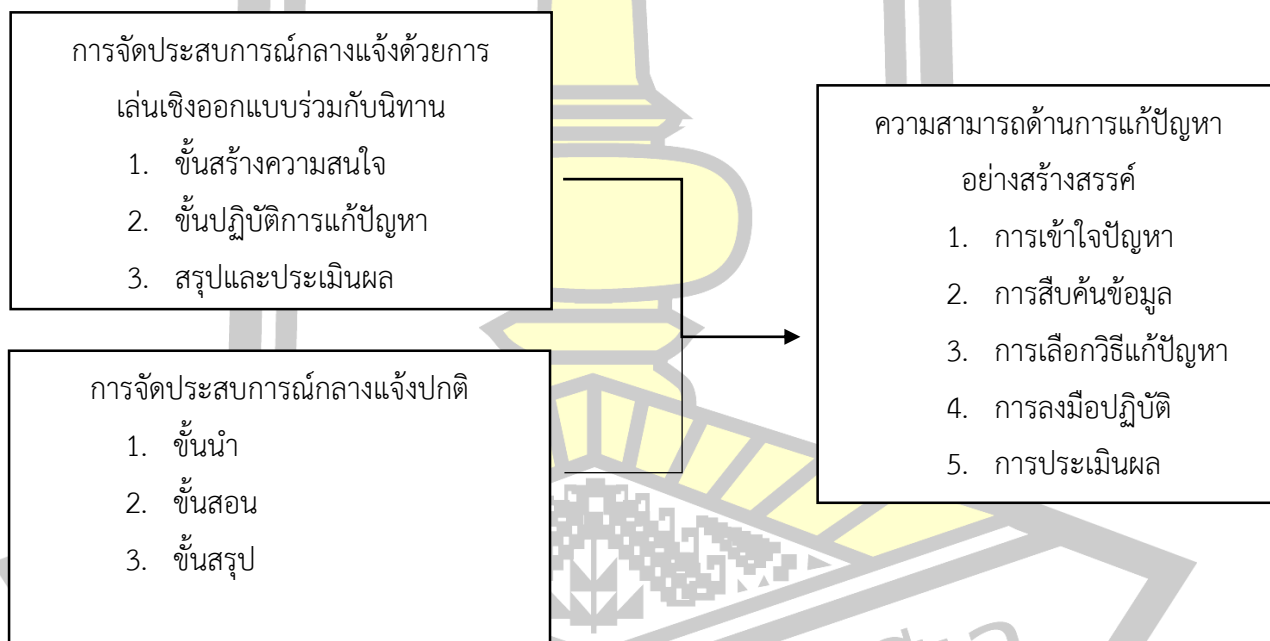 การจัดประสบการณ์กลางแจ้งด้วยการ
เล่นเชิงออกแบบร่วมกับนิทาน
1. ขั้นสร้างความสนใจ
2. ขั้นปฏิบัติการแก้ปัญหา
3. สรุปและประเมินผล
การจัดประสบการณ์กลางแจ้งปกติ
1. ขั้นนำ
2. ขั้นสอน
3. ขั้นสรุป
ความสามารถด้านการแก้ปัญหา
อย่างสร้างสรรค์
1. การเข้าใจปัญหา
2. การสืบค้นข้อมูล
3. การเลือกวิธีแก้ปัญหา
4. การลงมือปฏิบัติ
5. การประเมินผล